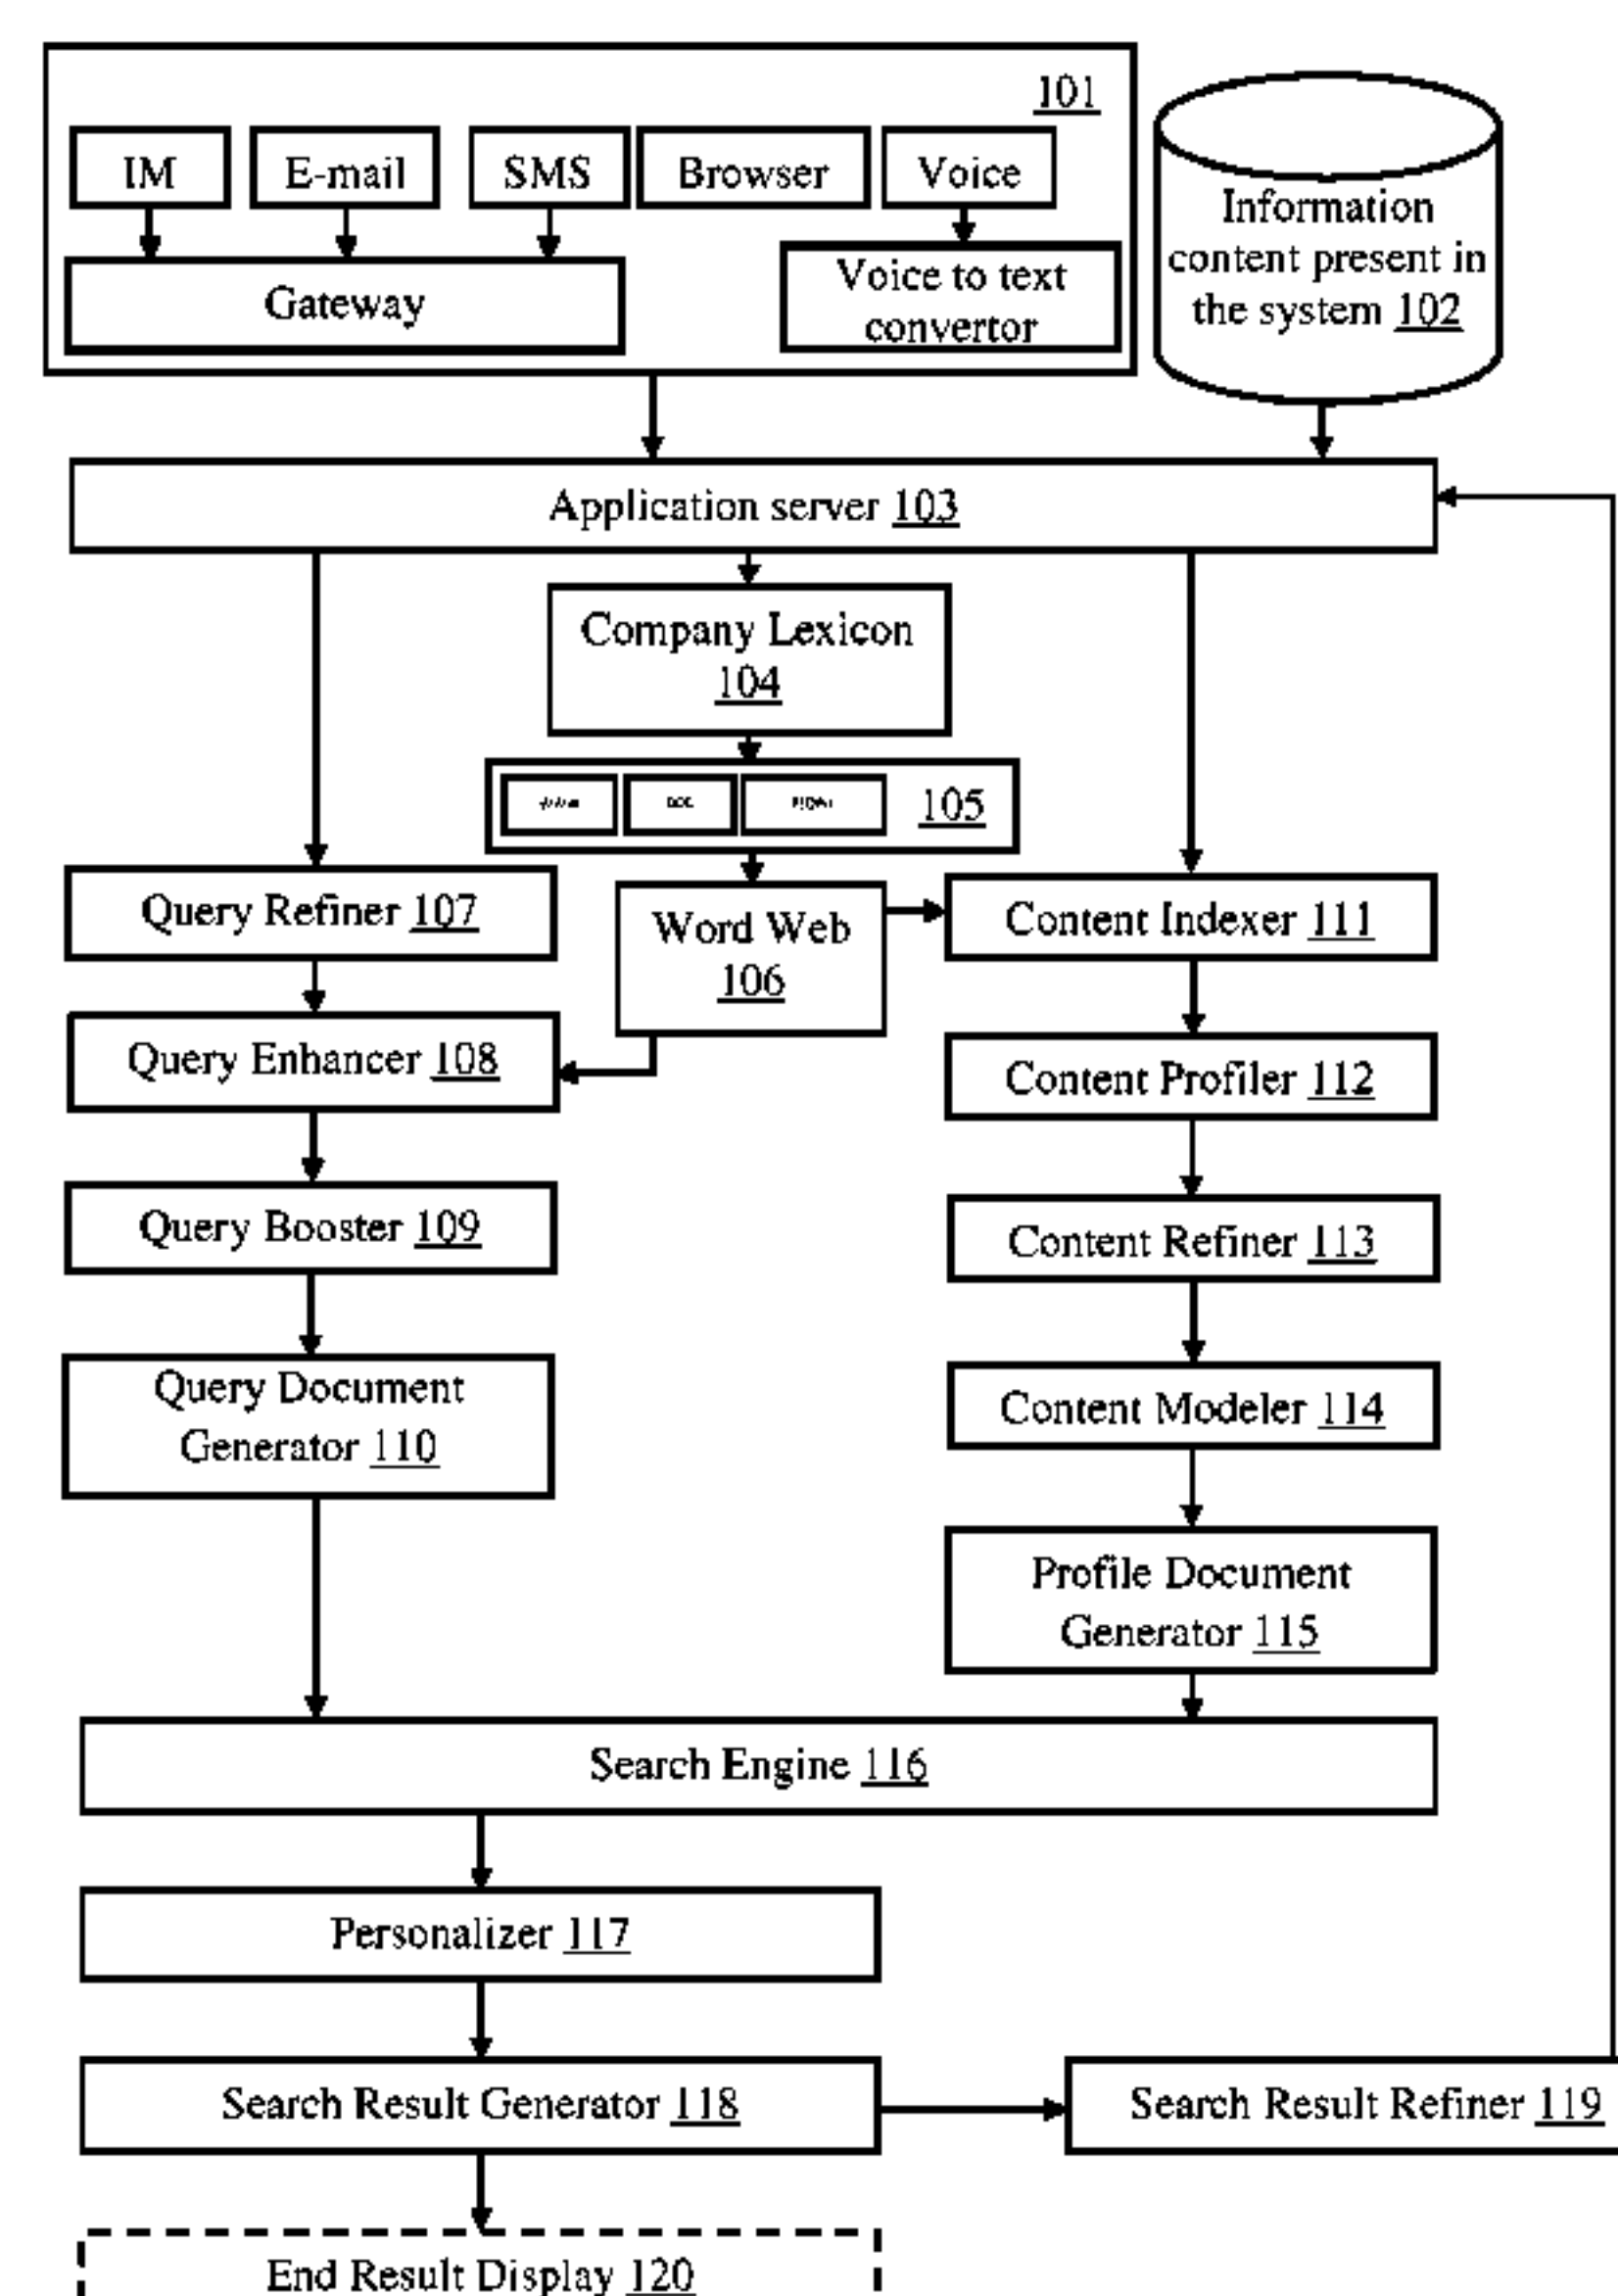 101
IM
E-mail
SMS
Browser
Voice
Gateway
Voice to text
convertor
Information
content present in
the system 102
Application server 103
Company Lexicon
104
105
Query Refiner 107
Word Web
106
Content Indexer 111
Query Enhancer 108
Content Profiler 112
Query Booster 109
Content Refiner 113
Query Document
Generator 110
Content Modeler 114
Profile Document
Generator 115
Search Engine 116
Personalizer 117
Search Result Generator 118
Search Result Refiner 119
End Result Display 120